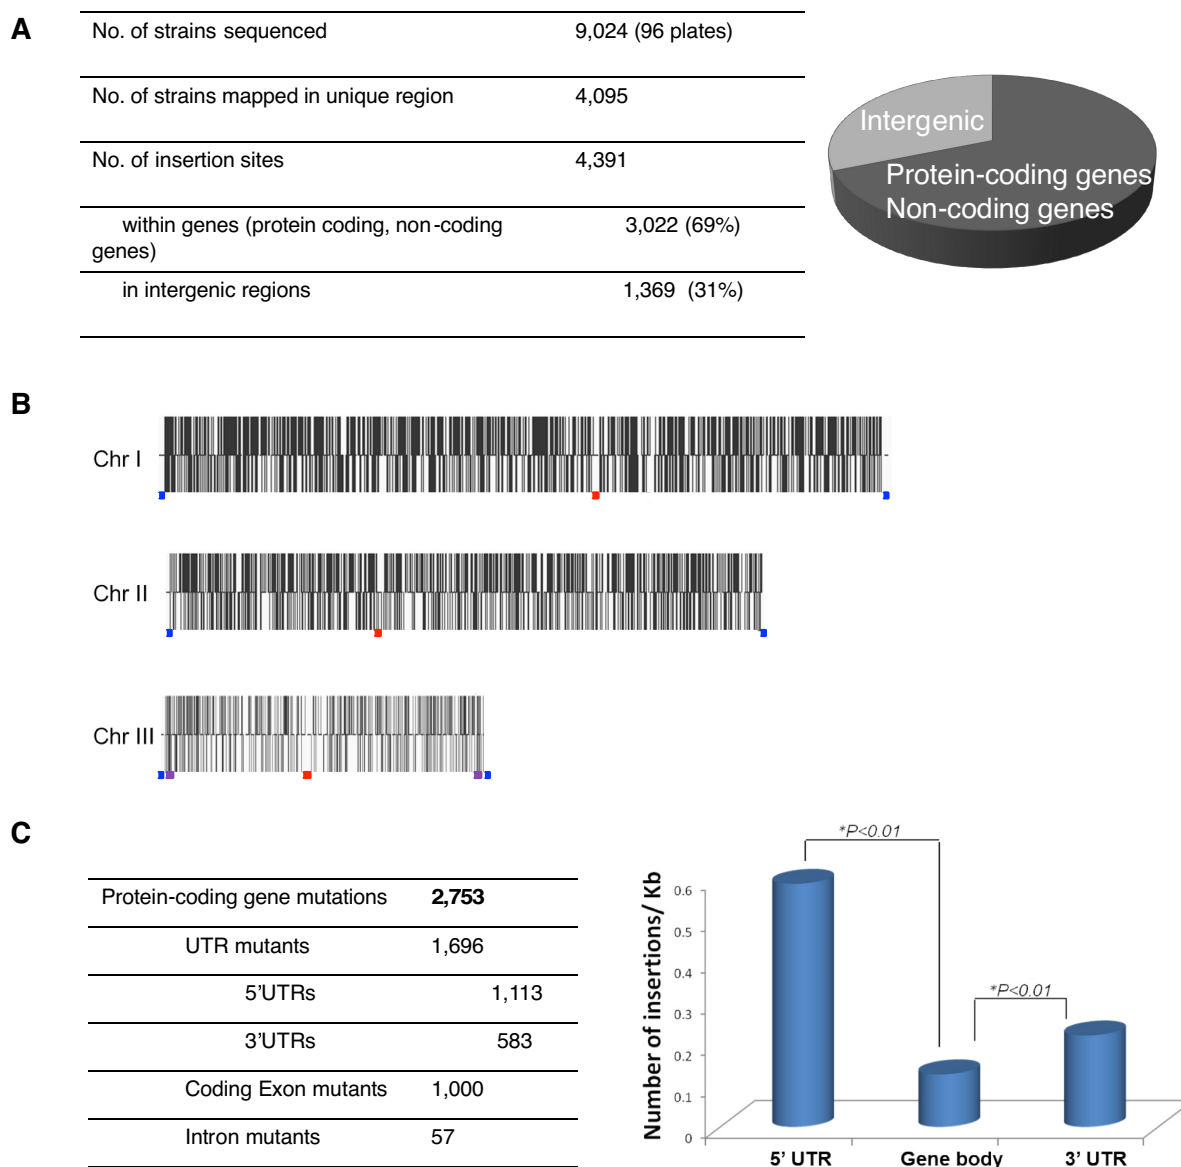 A
No. of strains sequenced 9,024 (96 plates)
No. of strains mapped in unique region 4,095
No. of insertion sites 4,391
within genes (protein coding, non-coding
genes) 3,022 (69%)
in intergenic regions 1,369 (31%)
Intergenic
Protein-coding genes
Non-coding genes
B
Chr I
Chr II
Chr III
C
Protein-coding gene mutations 2,753
UTR mutants 1,696
5'UTRs 1,113
3'UTRs 583
Coding Exon mutants 1,000
Intron mutants 57
*P<0.01
*P<0.01
Number of insertions/ Kb
0.6
0.5
0.4
0.3
0.2
0.1
0
5' UTR Gene body 3' UTR